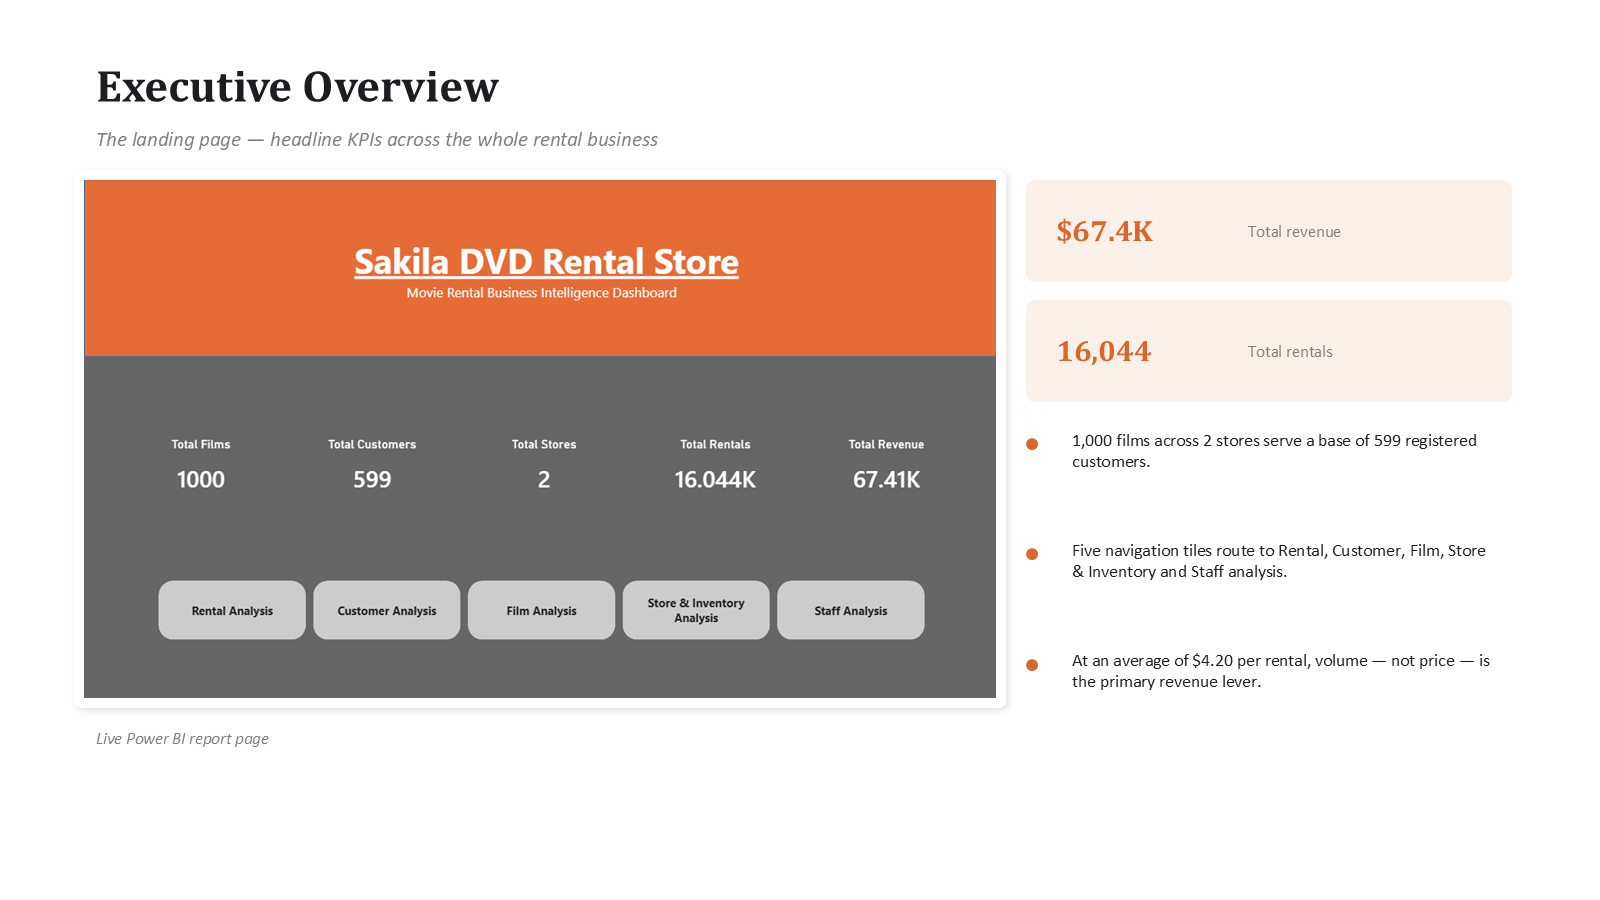 Executive Overview
The landing page — headline KPIs across the whole rental business
Sakila DVD Rental Store
Movie Rental Business Intelligence Dashboard
Total Films
Total Customers
Total Stores
Total Rentals
Total Revenue
1000
599
2
16.044K
67.41K
Rental Analysis
Customer Analysis
Film Analysis
Store & Inventory
Analysis
Staff Analysis
Live Power BI report page
$67.4K
Total revenue
16,044
Total rentals
1,000 films across 2 stores serve a base of 599 registered
customers.
Five navigation tiles route to Rental, Customer, Film, Store
& Inventory and Staff analysis.
At an average of $4.20 per rental, volume — not price — is
the primary revenue lever.